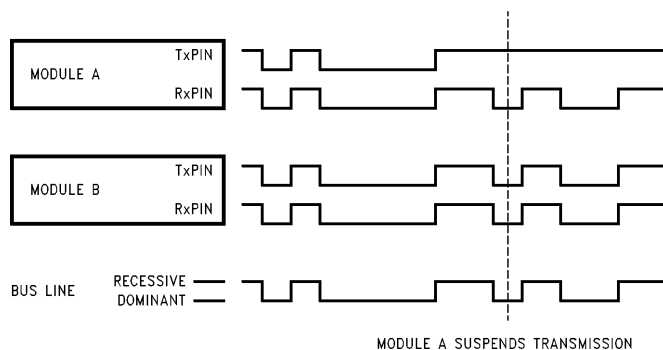 TxPIN
MODULE A
RxPIN
TxPIN
MODULE B
RxPIN
BUS LINE
RECESSIVE
DOMINANT
MODULE A SUSPENDS TRANSMISSION